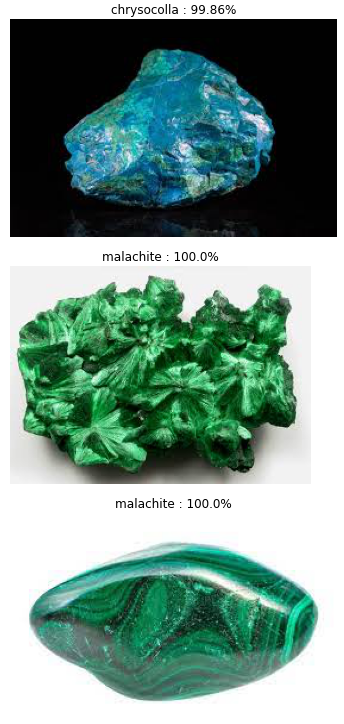 chrysocolla : 99.86%
malachite : 100.0%
malachite : 100.0%